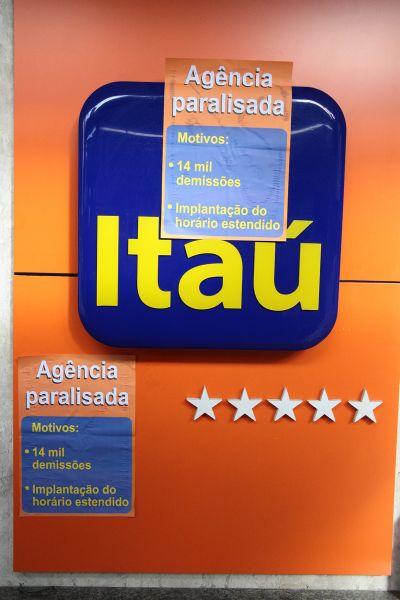 Agência
paralisada
Motivos:
• 14 mil
demissões
• Implantação do
horário estendido
Itaú
Agência
paralisada
Motivos:
• 14 mil
demissões
• Implantação do
horário estendido